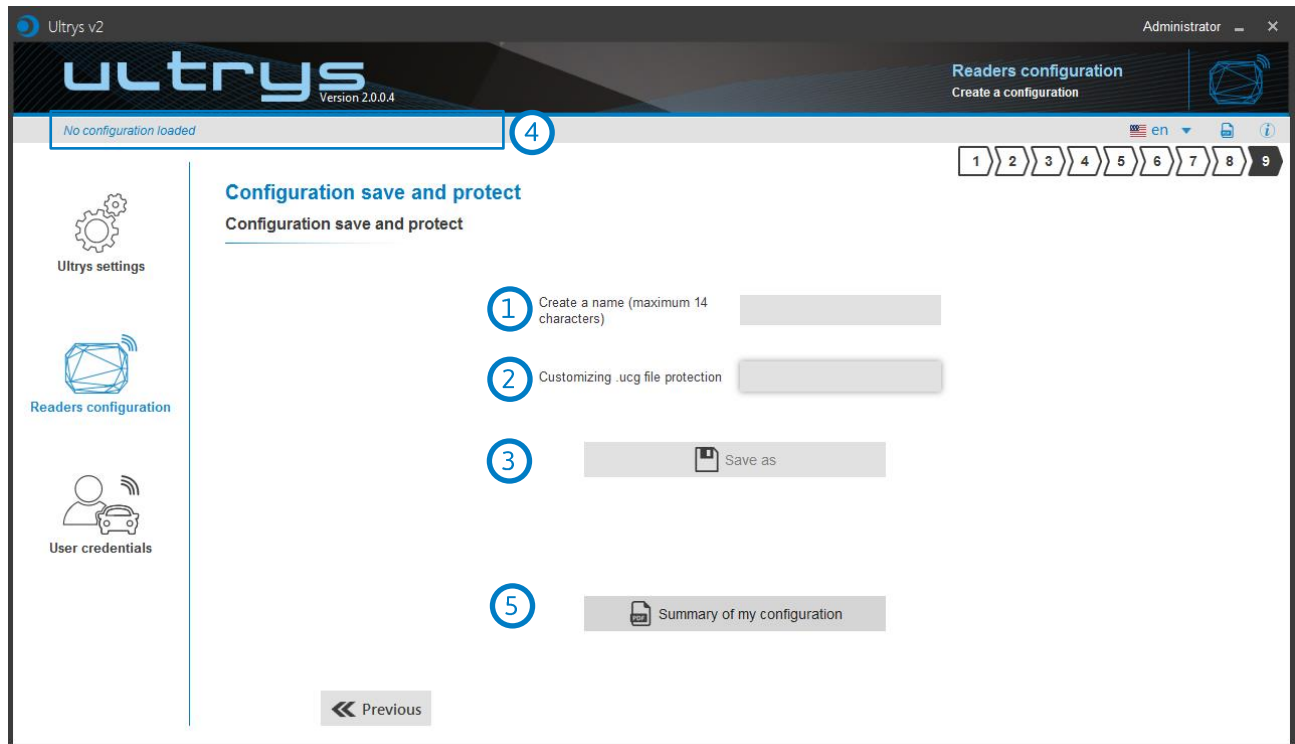 Ultrys v2
Administrator
ultrys
Version 2.0.0.4
Readers configuration
Create a configuration
No configuration loaded
4
en
i
1 2 3 4 5 6 7 8 9
Configuration save and protect
Configuration save and protect
Ultrys settings
1
Create a name (maximum 14
characters)
2
Customizing .ucg file protection
Readers configuration
3
Save as
User credentials
5
PDF
Summary of my configuration
Previous